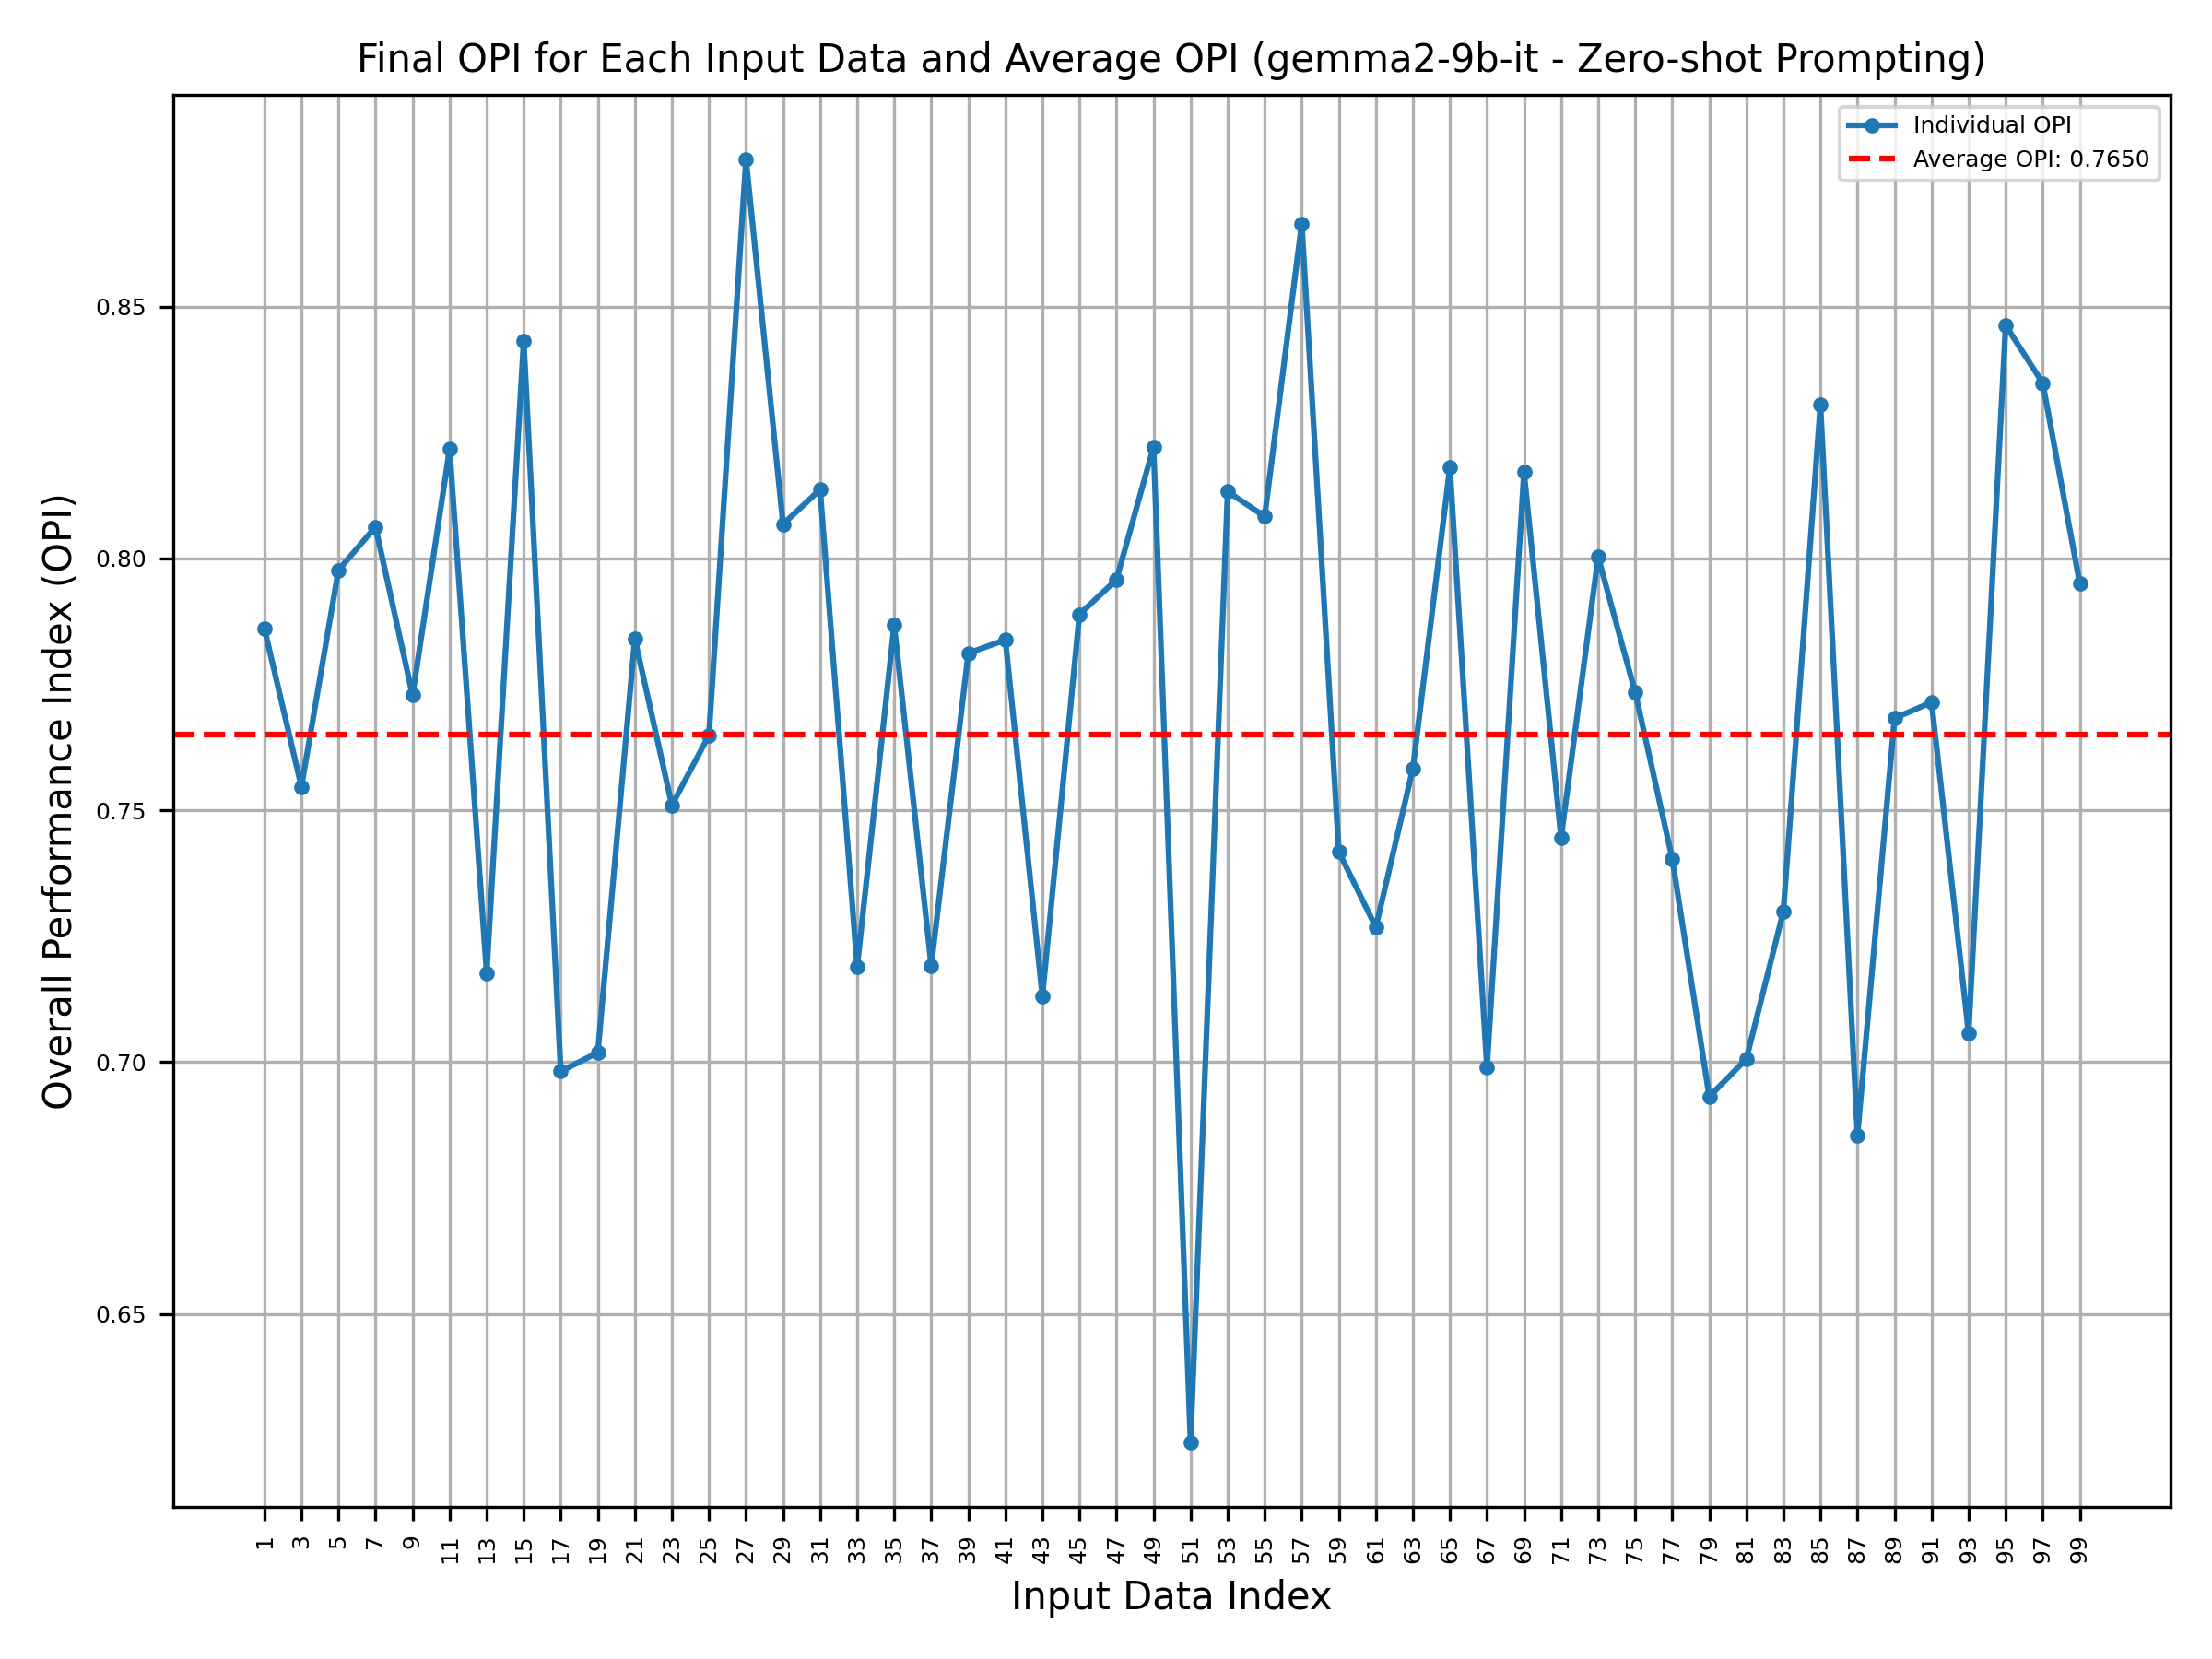 Final OPI for Each Input Data and Average OPI (gemma2-9b-it - Zero-shot Prompting)
Individual OPI
Average OPI: 0.7650
Overall Performance Index (OPI)
0.85
0.80
0.75
0.70
0.65
1 3 5 7 9 11 13 15 17 19 21 23 25 27 29 31 33 35 37 39 41 43 45 47 49 51 53 55 57 59 61 63 65 67 69 71 73 75 77 79 81 83 85 87 89 91 93 95 97 99
Input Data Index